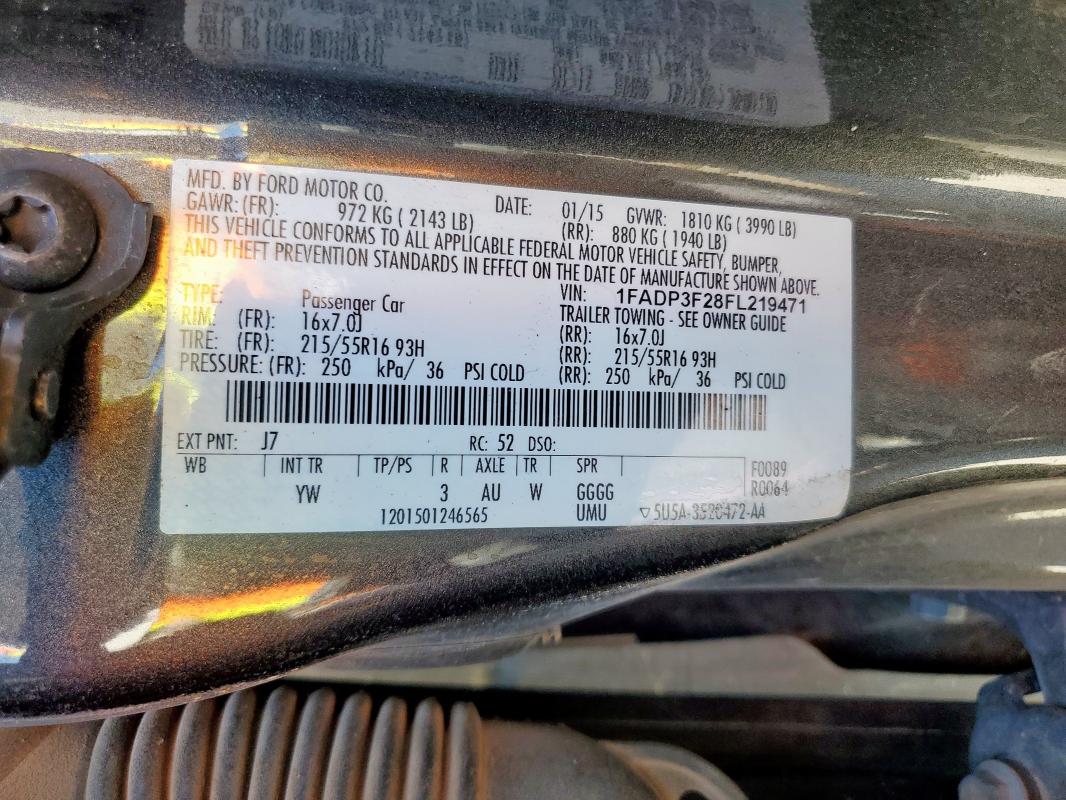 MFD. BY FORD MOTOR CO. DATE: 01/15 GVWR: 1810 KG ( 3990 LB)
GAWR: (FR): 972 KG ( 2143 LB) (RR): 880 KG ( 1940 LB)
THIS VEHICLE CONFORMS TO ALL APPLICABLE FEDERAL MOTOR VEHICLE SAFETY, BUMPER,
AND THEFT PREVENTION STANDARDS IN EFFECT ON THE DATE OF MANUFACTURE SHOWN ABOVE.
TYPE: Passenger Car VIN: 1FADP3F28FL219471
TRAILER TOWING - SEE OWNER GUIDE
RIM: (FR): 16x7.0J (RR): 16x7.0J
TIRE: (FR): 215/55R16 93H (RR): 215/55R16 93H
PRESSURE: (FR): 250 kPa/ 36 PSI COLD (RR): 250 kPa/ 36 PSI COLD
EXT PNT: J7 RC: 52 DSO:
WB INT TR TP/PS R AXLE TR SPR F0089
YW 3 AU W GGGG R0064
1201501246565 UMU ▽5U5A-3520472-AA